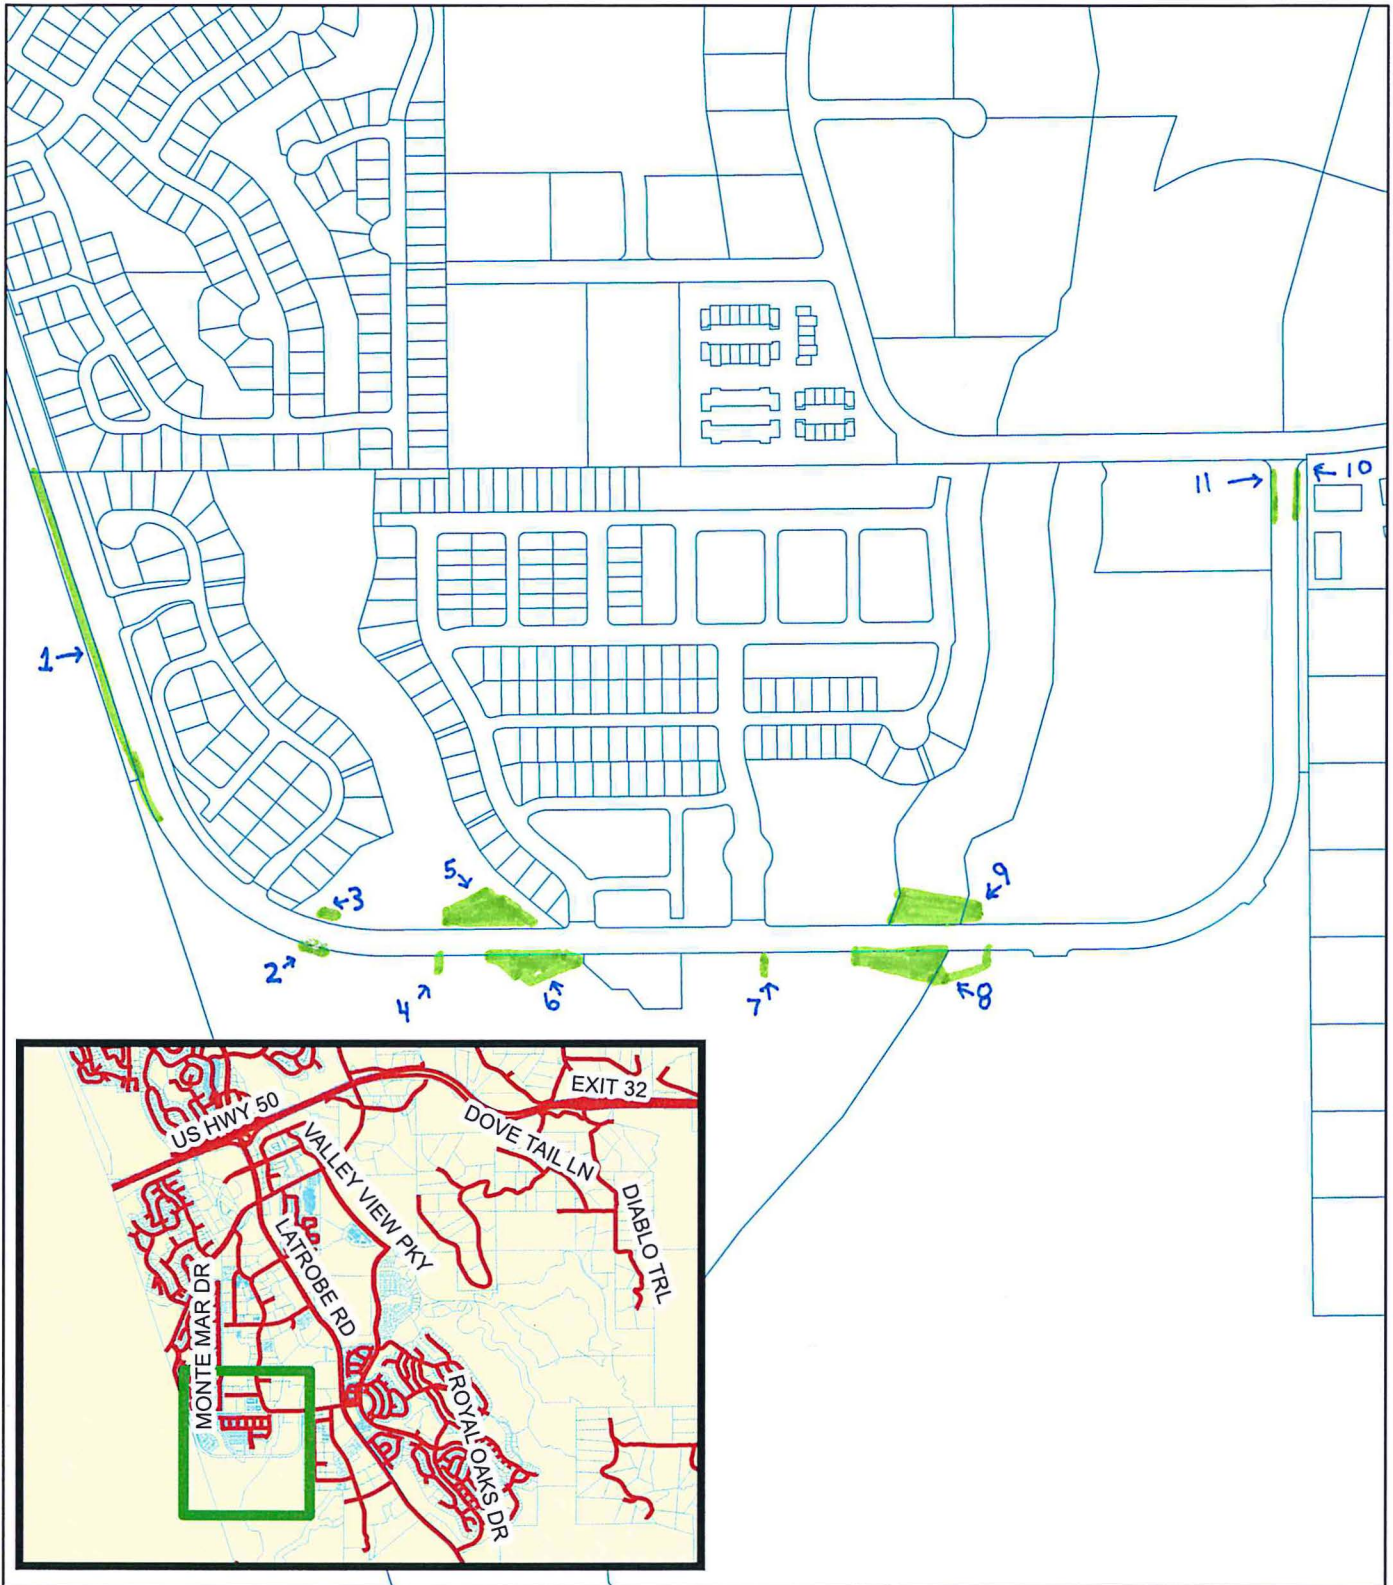 11 →
← 10
1 →
5
← 9
← 3
2
4
6
7
← 8
EXIT 32
US HWY 50
DOVE TAIL LN
VALLEY VIEW PKY
DIABLO TRL
LATROBE RD
MONTE MAR DR
ROYAL OAKS DR